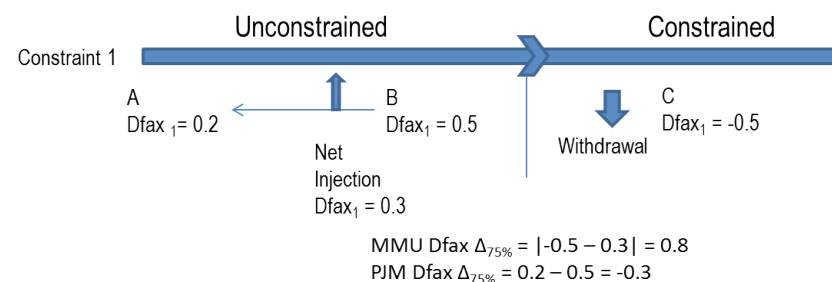 Unconstrained
Constrained
Constraint 1
A
Dfax ₁= 0.2
B
Dfax₁ = 0.5
C
Dfax₁ = -0.5
Withdrawal
Net
Injection
Dfax₁ = 0.3
MMU Dfax Δ₇₅% = |-0.5 – 0.3| = 0.8
PJM Dfax Δ₇₅% = 0.2 – 0.5 = -0.3